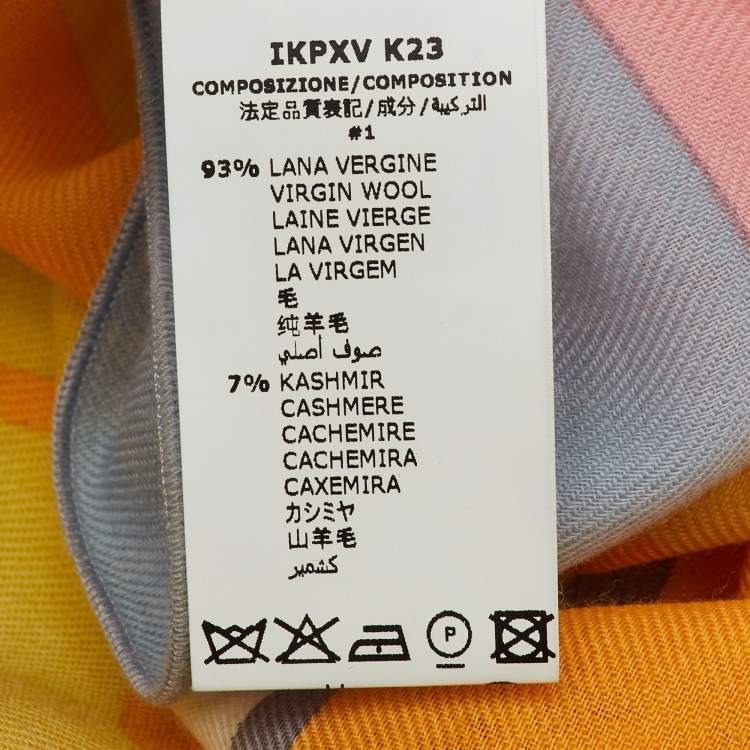 IKPXV K23
COMPOSIZIONE/COMPOSITION
法定品質表記/成分/التركيبة
#1
93% LANA VERGINE
VIRGIN WOOL
LAINE VIERGE
LANA VIRGEN
LA VIRGEM
毛
纯羊毛
صوف أصلي
7% KASHMIR
CASHMERE
CACHEMIRE
CACHEMIRA
CAXEMIRA
カシミヤ
山羊毛
كشمير
P